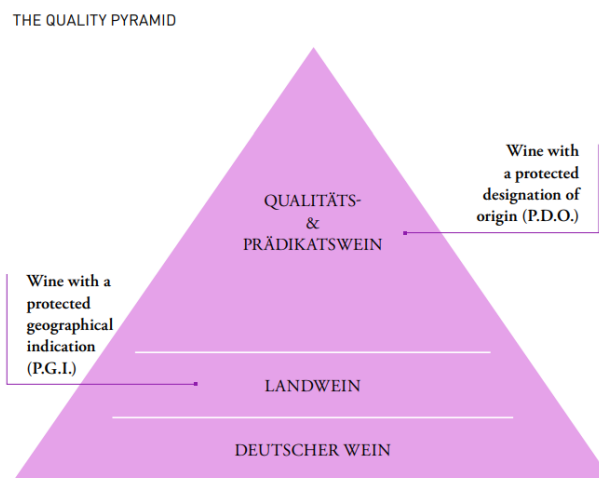 THE QUALITY PYRAMID
Wine with
a protected
designation of
origin (P.D.O.)
QUALITÄTS-
&
PRÄDIKATSWEIN
Wine with a
protected
geographical
indication
(P.G.I.)
LANDWEIN
DEUTSCHER WEIN